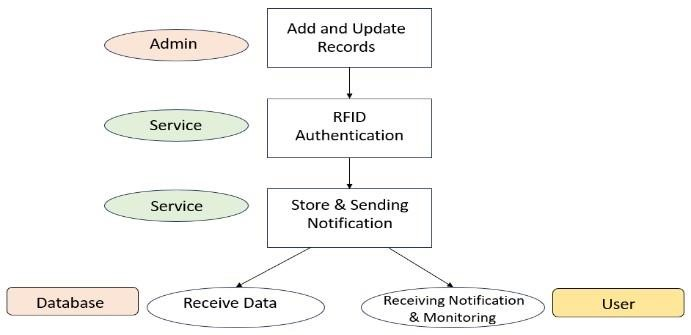 Admin
Add and Update
Records
Service
RFID
Authentication
Service
Store & Sending
Notification
Database
Receive Data
Receiving Notification
& Monitoring
User